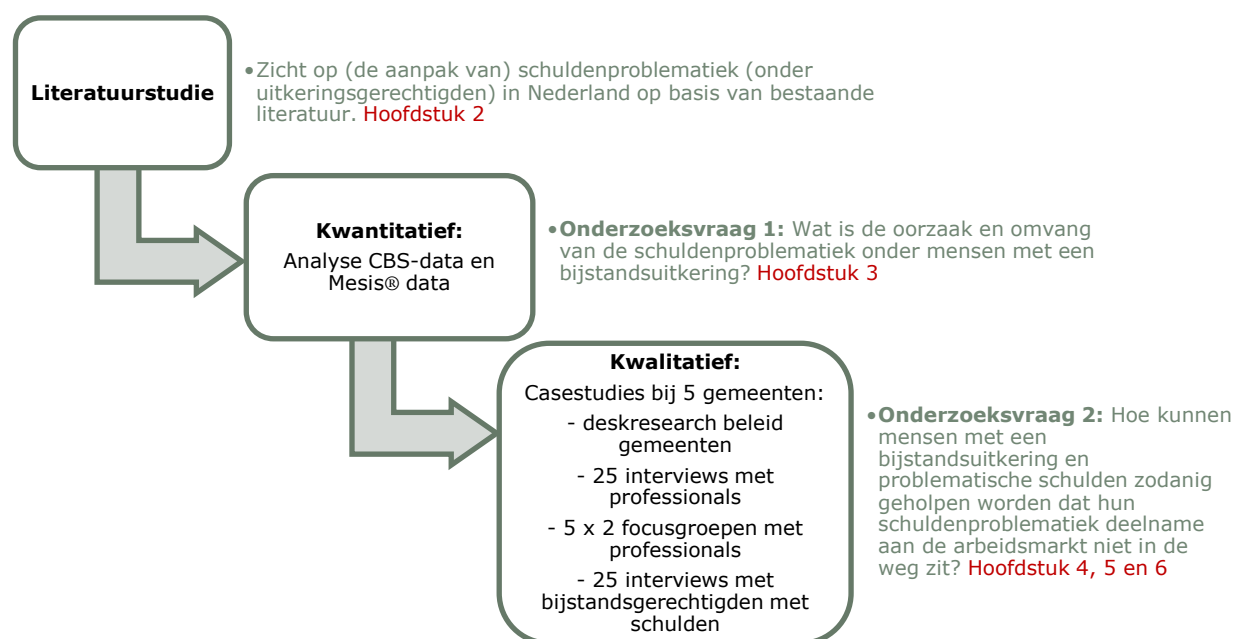 Literatuurstudie
•Zicht op (de aanpak van) schuldenproblematiek (onder
uitkeringsgerechtigden) in Nederland op basis van bestaande
literatuur. Hoofdstuk 2
Kwantitatief:
Analyse CBS-data en
Mesis® data
•Onderzoeksvraag 1: Wat is de oorzaak en omvang
van de schuldenproblematiek onder mensen met een
bijstandsuitkering? Hoofdstuk 3
Kwalitatief:
Casestudies bij 5 gemeenten:
- deskresearch beleid
gemeenten
- 25 interviews met
professionals
- 5 x 2 focusgroepen met
professionals
- 25 interviews met
bijstandsgerechtigden met
schulden
•Onderzoeksvraag 2: Hoe kunnen
mensen met een
bijstandsuitkering en
problematische schulden zodanig
geholpen worden dat hun
schuldenproblematiek deelname
aan de arbeidsmarkt niet in de
weg zit? Hoofdstuk 4, 5 en 6